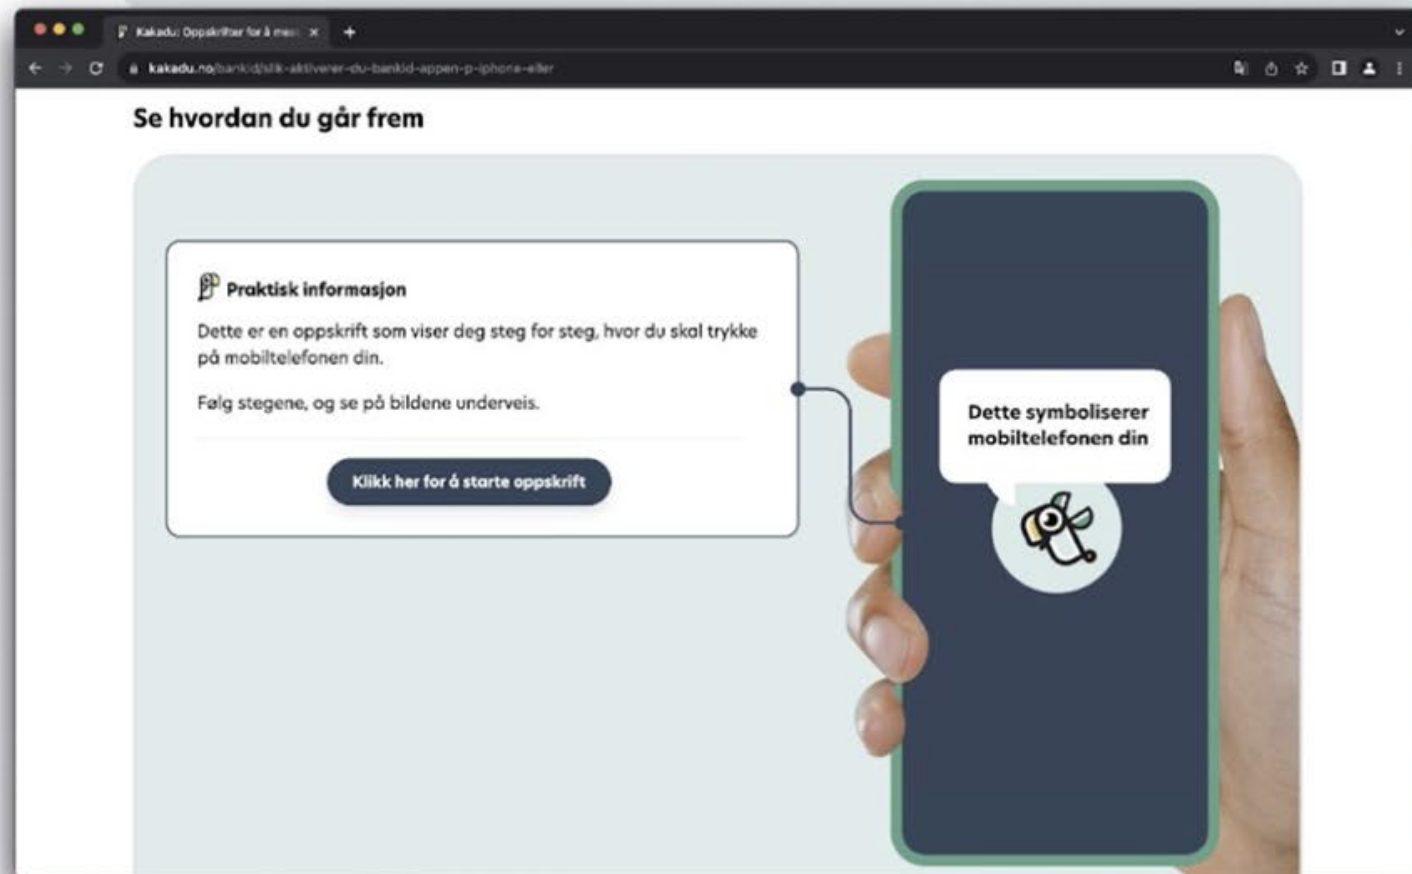 Kakadu: Oppskrifter for å mes
kakadu.no/bankid/slik-aktiverer-du-bankid-appen-p-iphone-eller
Se hvordan du går frem
Praktisk informasjon
Dette er en oppskrift som viser deg steg for steg, hvor du skal trykke
på mobiltelefonen din.
Følg stegene, og se på bildene underveis.
Klikk her for å starte oppskrift
Dette symboliserer
mobiltelefonen din